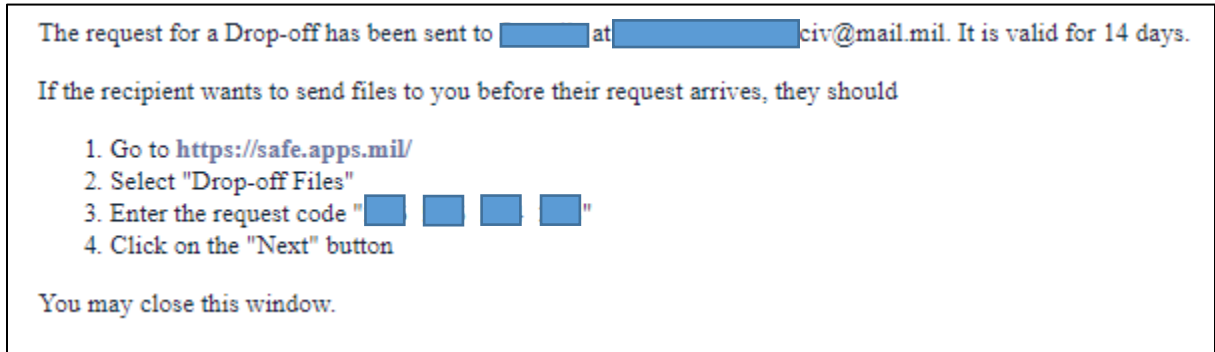 The request for a Drop-off has been sent to at civ@mail.mil. It is valid for 14 days.
If the recipient wants to send files to you before their request arrives, they should
1. Go to https://safe.apps.mil/
2. Select "Drop-off Files"
3. Enter the request code " "
4. Click on the "Next" button
You may close this window.